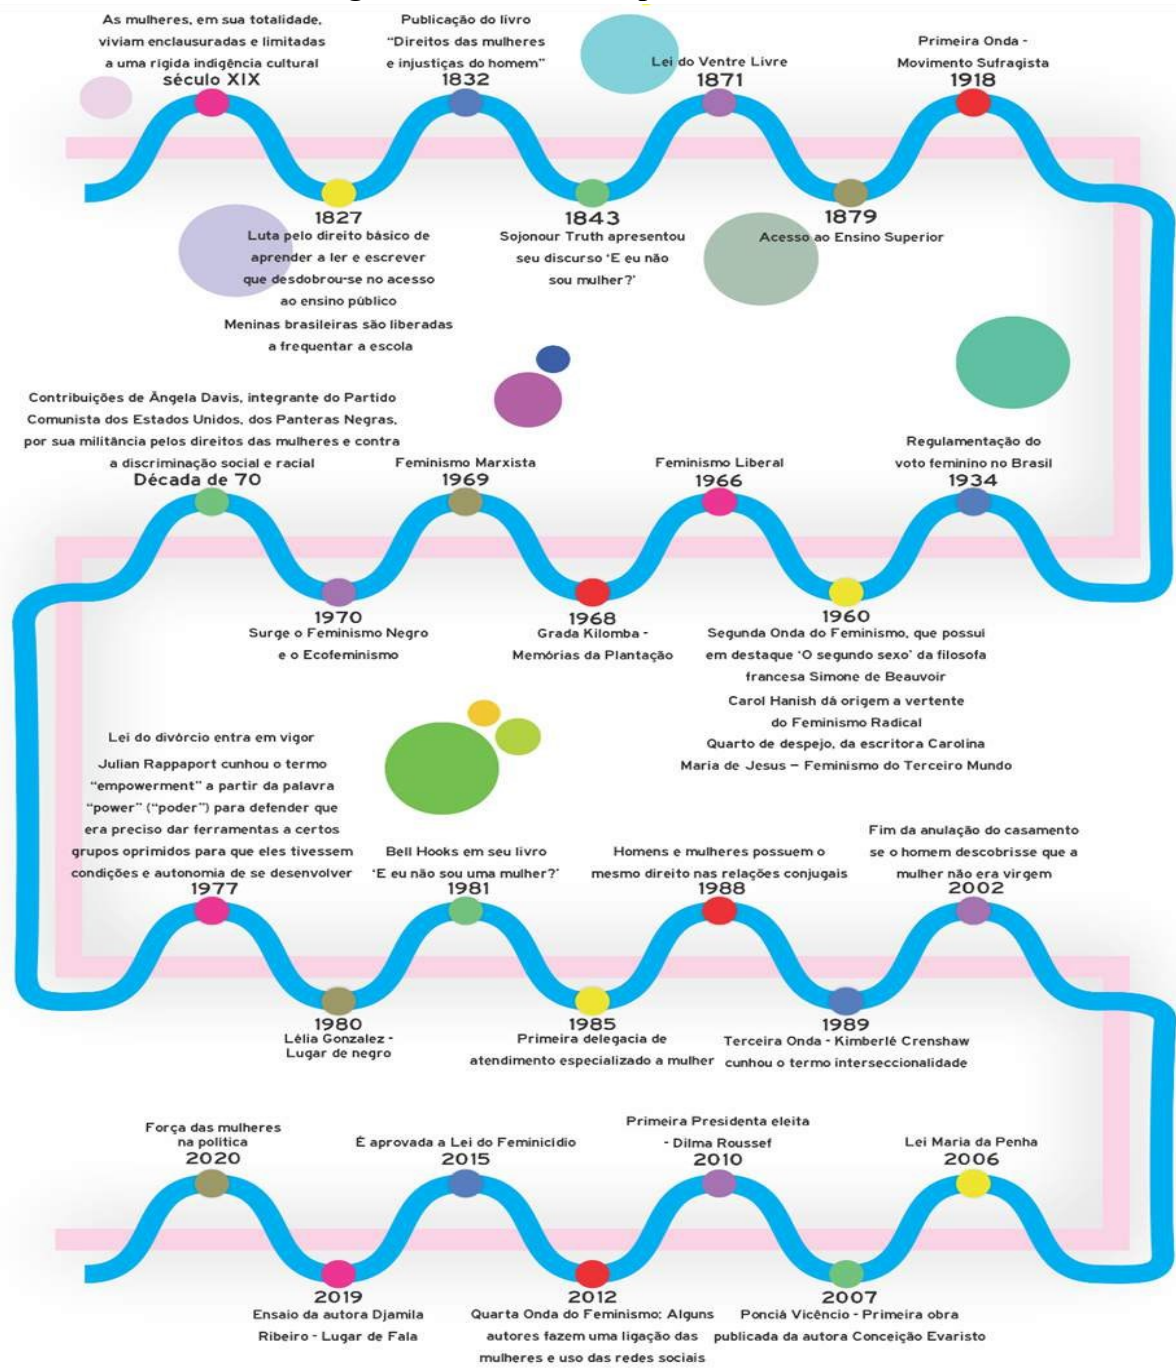 As mulheres, em sua totalidade,
viviam enclausuradas e limitadas
a uma rígida indigência cultural
século XIX
1827
Luta pelo direito básico de
aprender a ler e escrever
que desdobrou-se no acesso
ao ensino público
Meninas brasileiras são liberadas
a frequentar a escola
Publicação do livro
“Direitos das mulheres
e injustiças do homem”
1832
1843
Sojonour Truth apresentou
seu discurso ‘E eu não
sou mulher?’
Lei do Ventre Livre
1871
1879
Acesso ao Ensino Superior
Primeira Onda -
Movimento Sufragista
1918
Regulamentação do
voto feminino no Brasil
1934
1960
Segunda Onda do Feminismo, que possui
em destaque ‘O segundo sexo’ da filosofa
francesa Simone de Beauvoir
Carol Hanish dá origem a vertente
do Feminismo Radical
Quarto de despejo, da escritora Carolina
Maria de Jesus – Feminismo do Terceiro Mundo
Feminismo Liberal
1966
1968
Grada Kilomba -
Memórias da Plantação
Feminismo Marxista
1969
1970
Surge o Feminismo Negro
e o Ecofeminismo
Contribuições de Ângela Davis, integrante do Partido
Comunista dos Estados Unidos, dos Panteras Negras,
por sua militância pelos direitos das mulheres e contra
a discriminação social e racial
Década de 70
Lei do divórcio entra em vigor
Julian Rappaport cunhou o termo
“empowerment” a partir da palavra
“power” (“poder”) para defender que
era preciso dar ferramentas a certos
grupos oprimidos para que eles tivessem
condições e autonomia de se desenvolver
1977
1980
Lélia Gonzalez -
Lugar de negro
Bell Hooks em seu livro
‘E eu não sou uma mulher?’
1981
1985
Primeira delegacia de
atendimento especializado a mulher
Homens e mulheres possuem o
mesmo direito nas relações conjugais
1988
1989
Terceira Onda - Kimberlé Crenshaw
cunhou o termo interseccionalidade
Fim da anulação do casamento
se o homem descobrisse que a
mulher não era virgem
2002
Lei Maria da Penha
2006
2007
Ponciá Vicêncio - Primeira obra
publicada da autora Conceição Evaristo
Primeira Presidenta eleita
- Dilma Roussef
2010
2012
Quarta Onda do Feminismo: Alguns
autores fazem uma ligação das
mulheres e uso das redes sociais
É aprovada a Lei do Feminicídio
2015
2019
Ensaio da autora Djamila
Ribeiro - Lugar de Fala
Força das mulheres
na política
2020